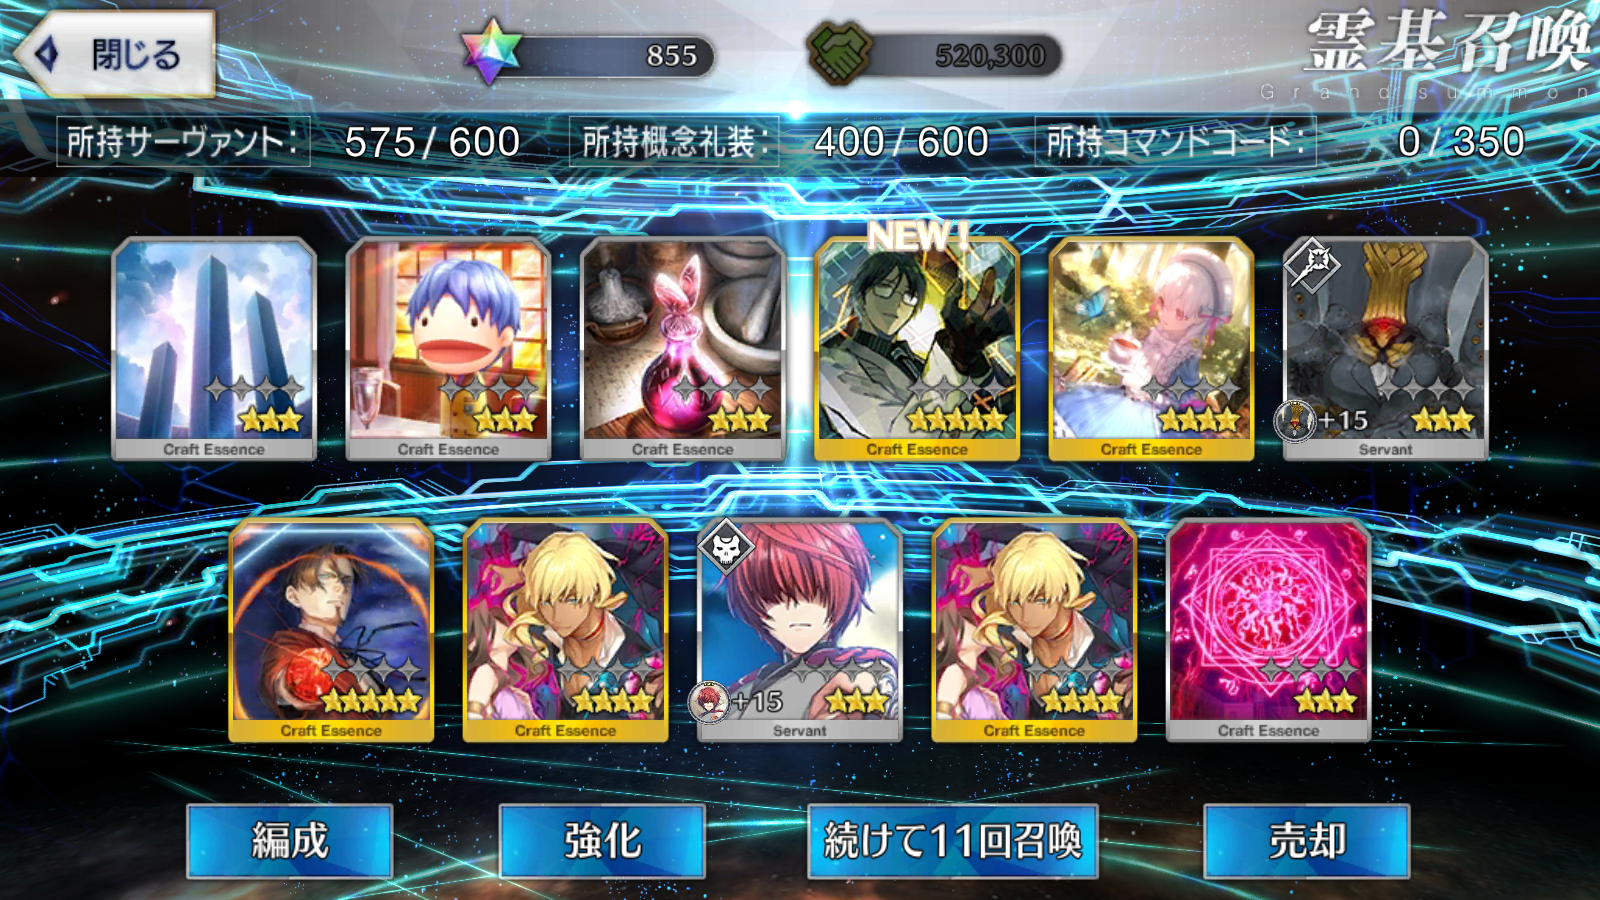 閉じる
855
520,300
霊基召喚
Grand summon
所持サーヴァント: 575 / 600
所持概念礼装: 400 / 600
所持コマンドコード: 0 / 350
NEW!
+15
Craft Essence
Craft Essence
Craft Essence
Craft Essence
Craft Essence
Servant
+15
Craft Essence
Craft Essence
Servant
Craft Essence
Craft Essence
編成
強化
続けて11回召喚
売却